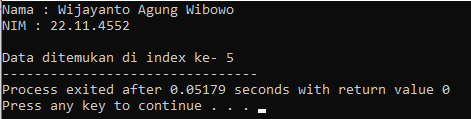 Nama : Wijayanto Agung Wibowo
NIM : 22.11.4552

Data ditemukan di index ke- 5
--------------------------------
Process exited after 0.05179 seconds with return value 0
Press any key to continue . . .